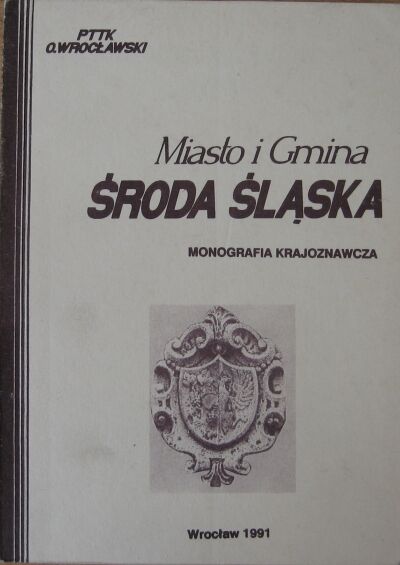 PTTK
O.WROCŁAWSKI
Miasto i Gmina
ŚRODA ŚLĄSKA
MONOGRAFIA KRAJOZNAWCZA
Wrocław 1991